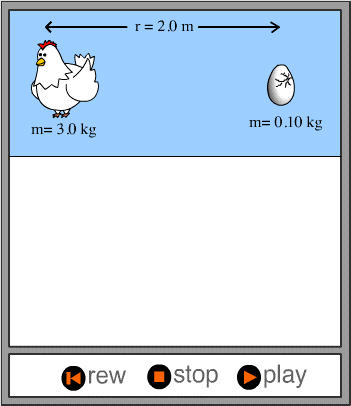 r = 2.0 m
m= 3.0 kg
m= 0.10 kg
rew stop play